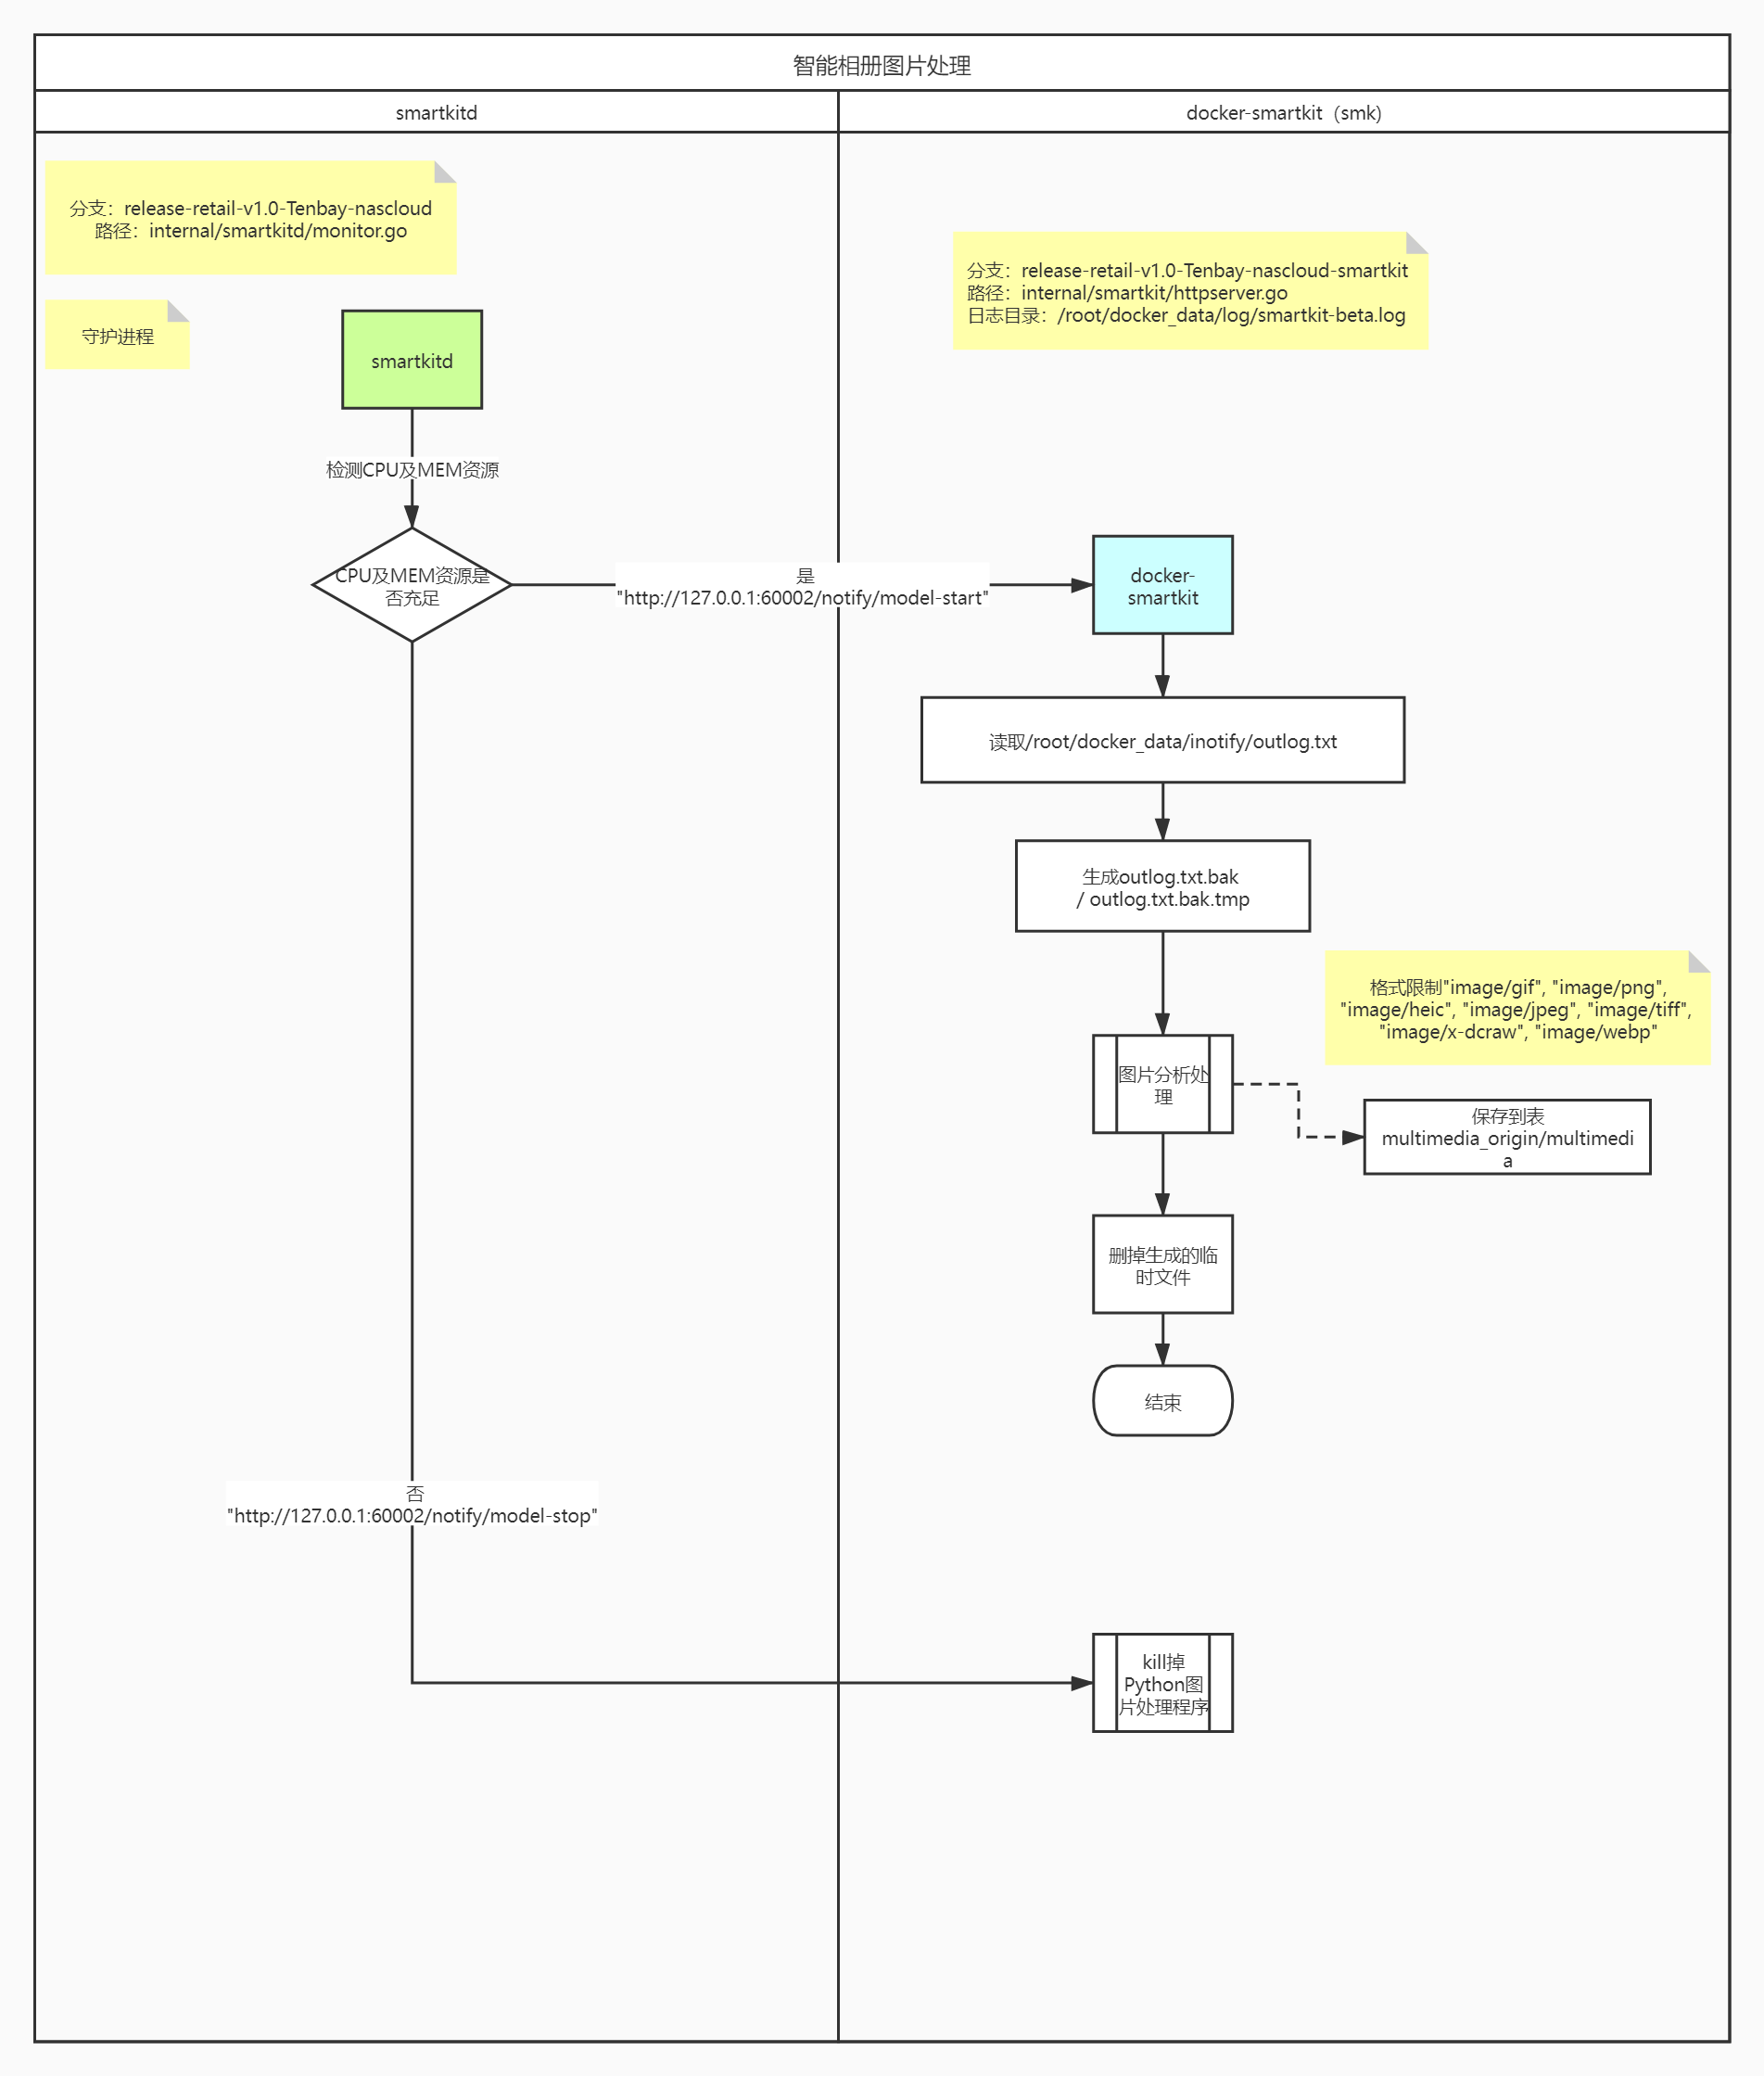 智能相册图片处理
smartkitd
docker-smartkit（smk)
分支：release-retail-v1.0-Tenbay-nascloud
路径：internal/smartkitd/monitor.go
分支：release-retail-v1.0-Tenbay-nascloud-smartkit
路径：internal/smartkit/httpserver.go
日志目录：/root/docker_data/log/smartkit-beta.log
守护进程
smartkitd
检测CPU及MEM资源
CPU及MEM资源是
否充足
是
"http://127.0.0.1:60002/notify/model-start"
docker-
smartkit
读取/root/docker_data/inotify/outlog.txt
生成outlog.txt.bak
/ outlog.txt.bak.tmp
格式限制"image/gif", "image/png",
"image/heic", "image/jpeg", "image/tiff",
"image/x-dcraw", "image/webp"
图片分析处
理
保存到表
multimedia_origin/multimedi
a
删掉生成的临
时文件
结束
否
"http://127.0.0.1:60002/notify/model-stop"
kill掉
Python图
片处理程序